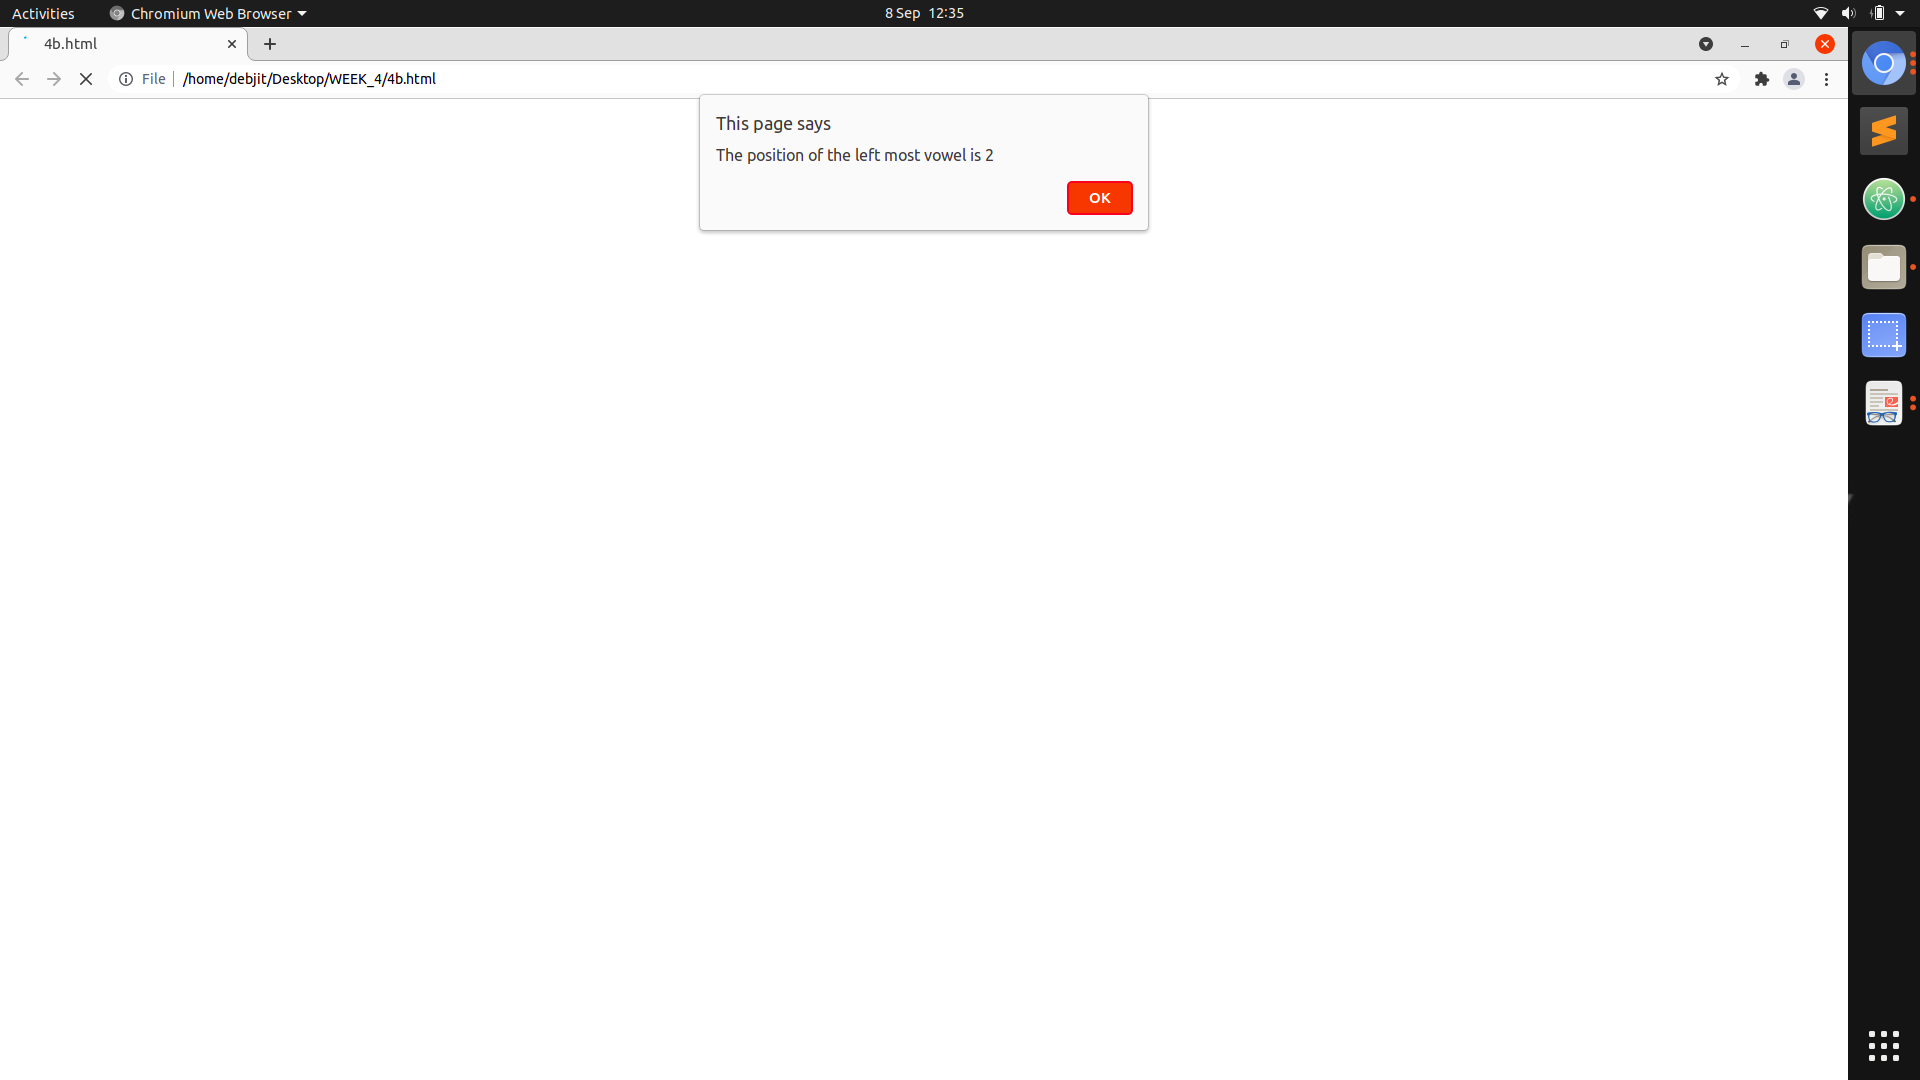 Activities
Chromium Web Browser
8 Sep 12:35
4b.html
File
/home/debjit/Desktop/WEEK_4/4b.html
This page says
The position of the left most vowel is 2
OK